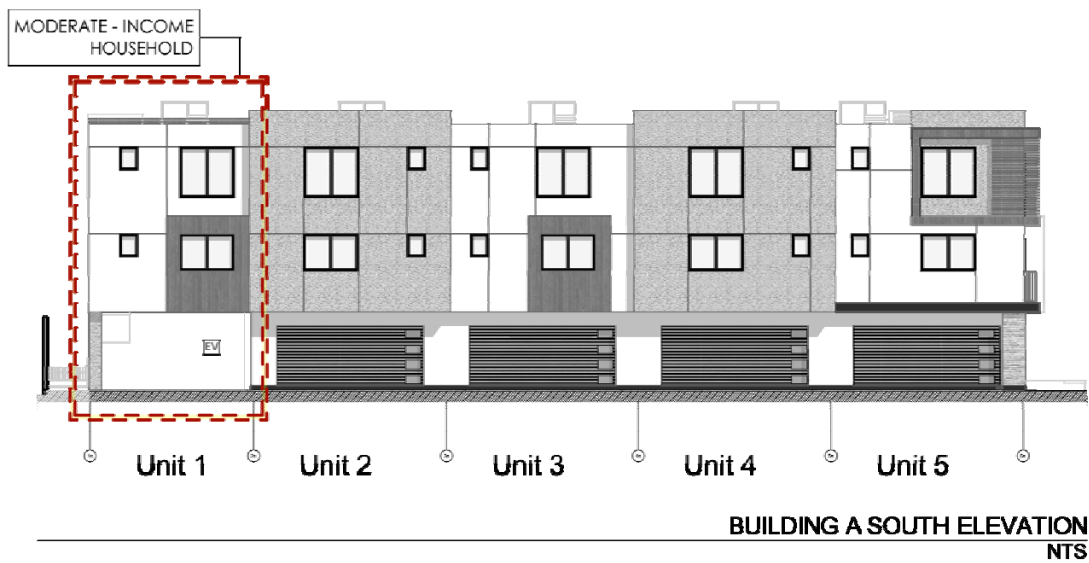 MODERATE - INCOME
HOUSEHOLD
EV
Unit 1
Unit 2
Unit 3
Unit 4
Unit 5
BUILDING A SOUTH ELEVATION
NTS